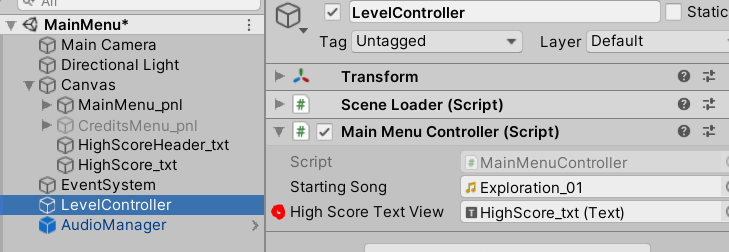 All
MainMenu*
Main Camera
Directional Light
Canvas
MainMenu_pnl
CreditsMenu_pnl
HighScoreHeader_txt
HighScore_txt
EventSystem
LevelController
AudioManager
LevelController
Static
Tag Untagged Layer Default
Transform
Scene Loader (Script)
# Main Menu Controller (Script)
Script # MainMenuController
Starting Song Exploration_01
High Score Text View T HighScore_txt (Text)